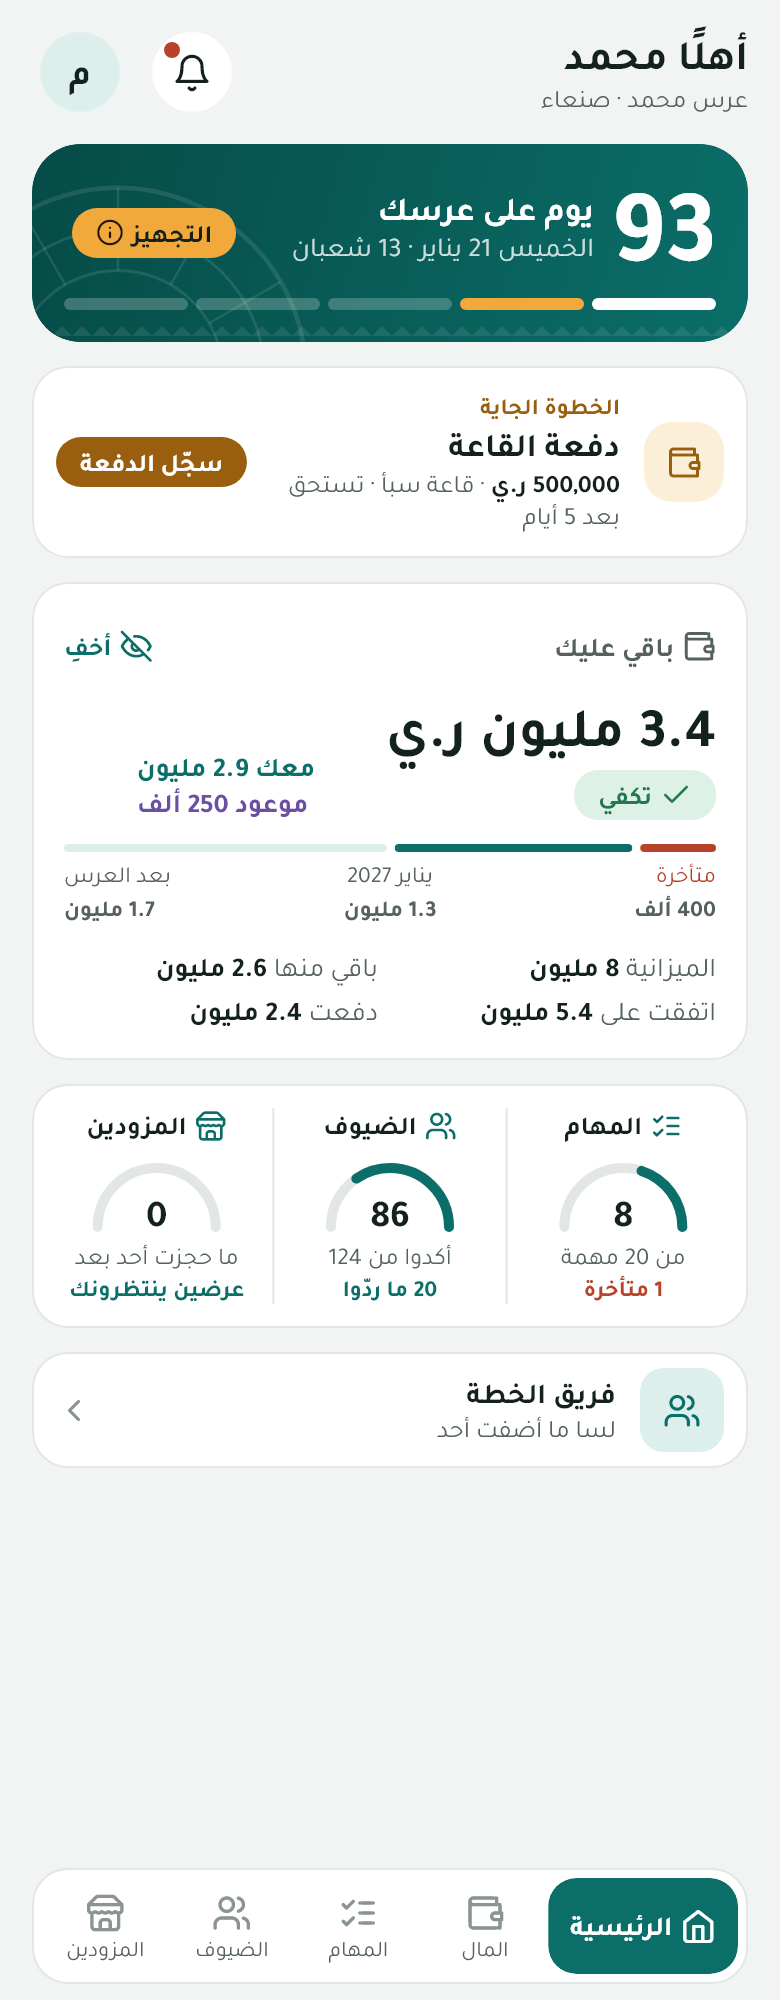 أهلًا محمد
عرس محمد · صنعاء
م
93
يوم على عرسك
الخميس 21 يناير · 13 شعبان
التجهيز
الخطوة الجاية
دفعة القاعة
500,000 ر.ي · قاعة سبأ · تستحق
بعد 5 أيام
سجّل الدفعة
باقي عليك
أخفِ
3.4 مليون ر.ي
تكفي
معك 2.9 مليون
موعود 250 ألف
متأخرة
400 ألف
يناير 2027
1.3 مليون
بعد العرس
1.7 مليون
الميزانية 8 مليون
باقي منها 2.6 مليون
اتفقت على 5.4 مليون
دفعت 2.4 مليون
المهام
8
من 20 مهمة
1 متأخرة
الضيوف
86
أكدوا من 124
20 ما ردّوا
المزودين
0
ما حجزت أحد بعد
عرضين ينتظرونك
فريق الخطة
لسا ما أضفت أحد
الرئيسية
المال
المهام
الضيوف
المزودين